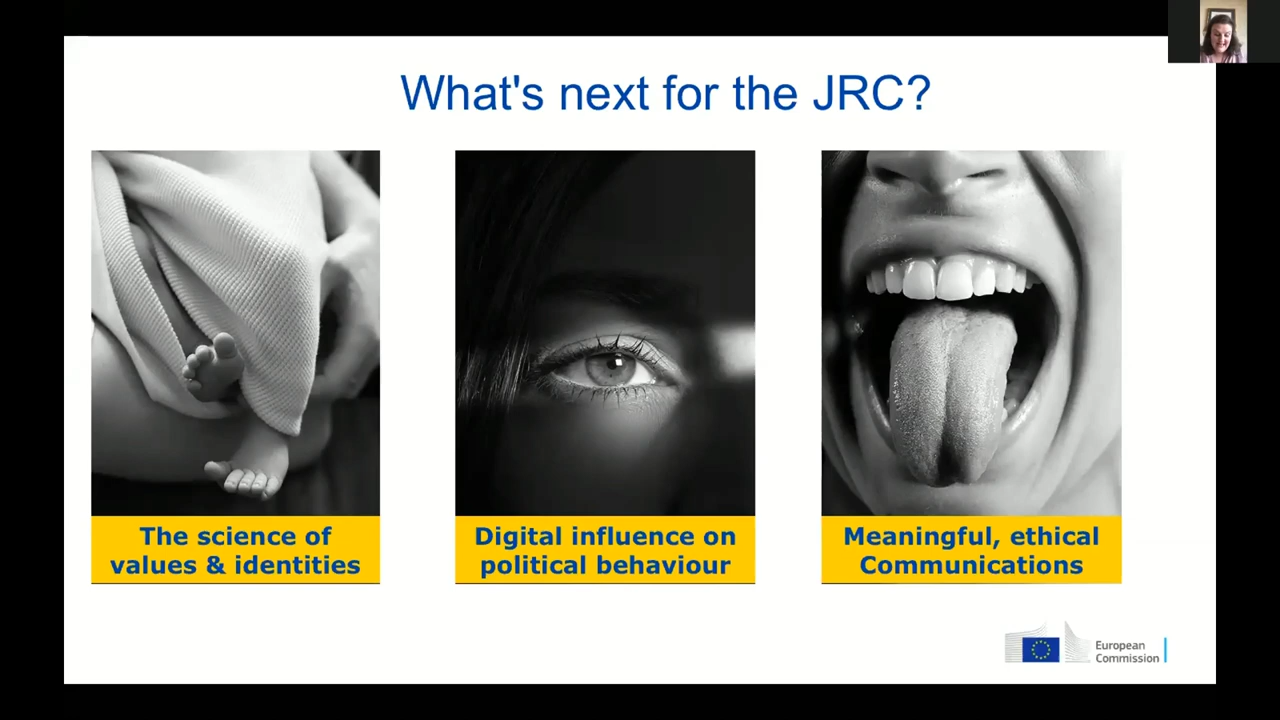 What's next for the JRC?
The science of
values & identities
Digital influence on
political behaviour
Meaningful, ethical
Communications
European
Commission